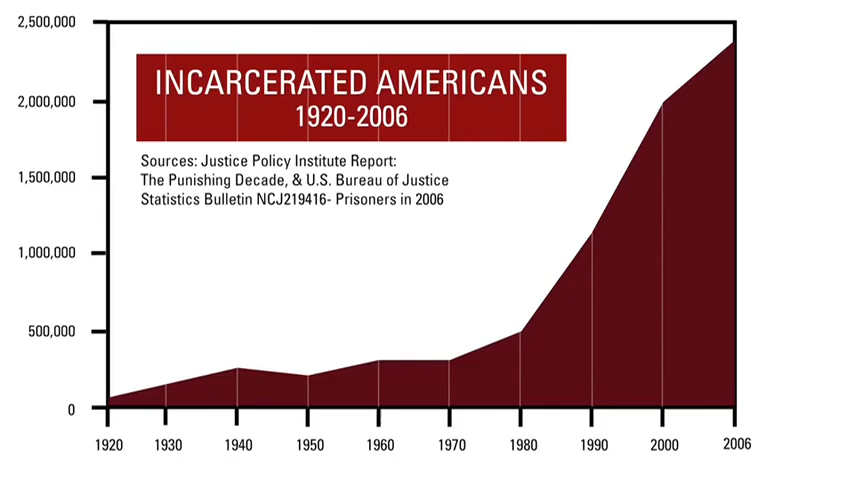 2,500,000
INCARCERATED AMERICANS
1920-2006
2,000,000
Sources: Justice Policy Institute Report:
The Punishing Decade, & U.S. Bureau of Justice
Statistics Bulletin NCJ219416- Prisoners in 2006
1,500,000
1,000,000
500,000
0
1920 1930 1940 1950 1960 1970 1980 1990 2000 2006